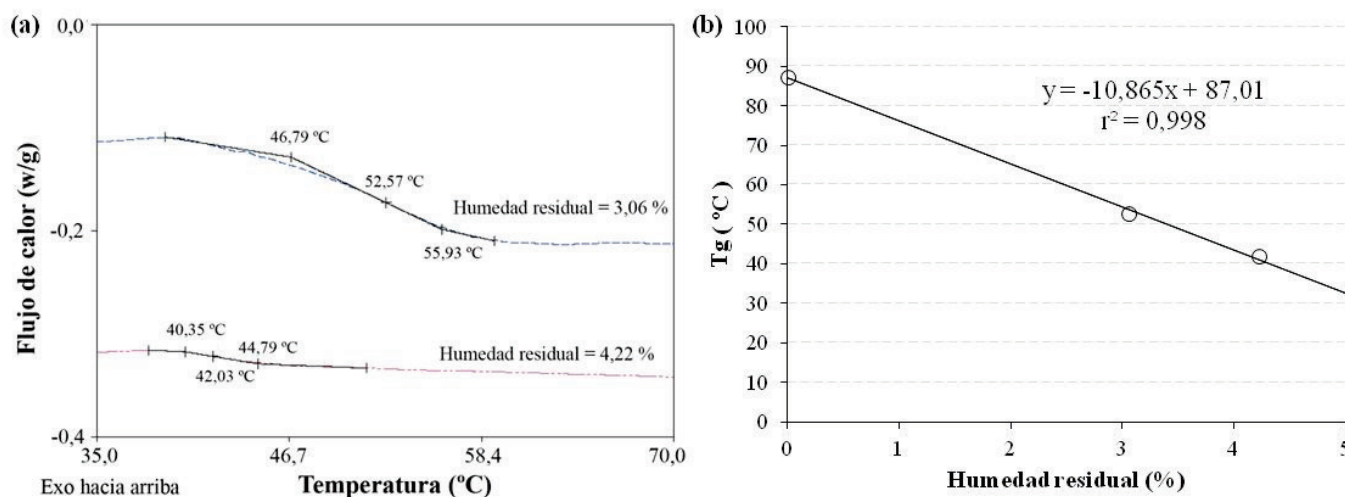 (a)
Flujo de calor (w/g)
0,0
-0,2
-0,4
46,79 ºC
52,57 ºC
Humedad residual = 3,06 %
55,93 ºC
40,35 ºC
44,79 ºC
Humedad residual = 4,22 %
42,03 ºC
35,0
46,7
58,4
70,0
Exo hacia arriba
Temperatura (ºC)
(b)
Tg ( ºC )
100
90
80
70
60
50
40
30
20
10
0
y = -10,865x + 87,01
r² = 0,998
0
1
2
3
4
5
Humedad residual (%)